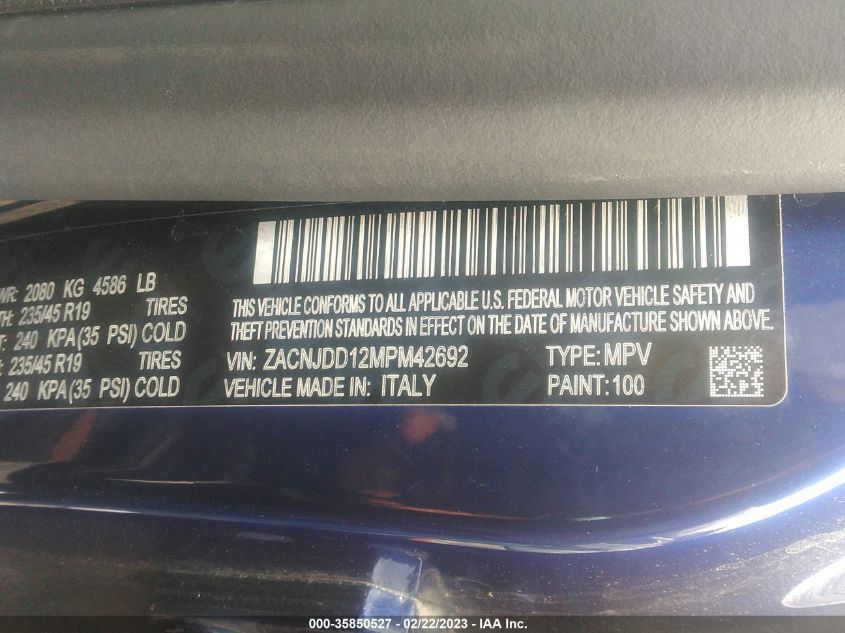 WR: 2080 KG 4586 LB
TH: 235/45 R19 TIRES
T: 240 KPA(35 PSI) COLD
: 235/45 R19 TIRES
: 240 KPA(35 PSI) COLD
THIS VEHICLE CONFORMS TO ALL APPLICABLE U.S. FEDERAL MOTOR VEHICLE SAFETY AND
THEFT PREVENTION STANDARDS IN EFFECT ON THE DATE OF MANUFACTURE SHOWN ABOVE.
VIN: ZACNJDD12MPM42692 TYPE: MPV
VEHICLE MADE IN: ITALY PAINT: 100
000-35850527 - 02/22/2023 - IAA Inc.